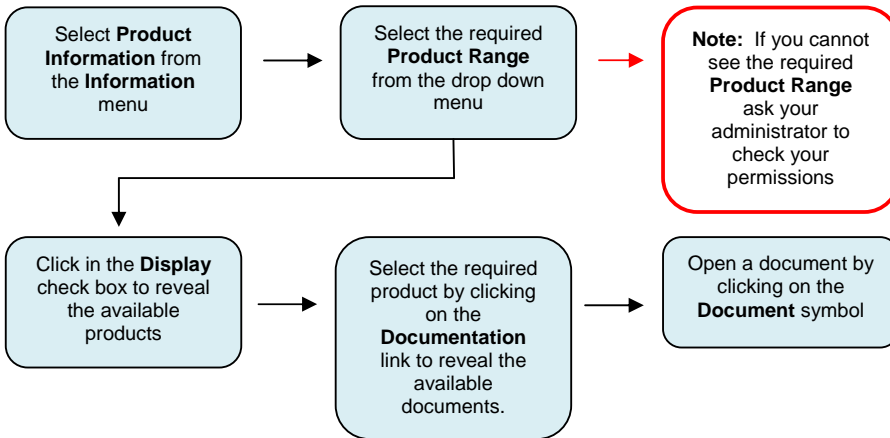 Select Product
Information from
the Information
menu
Select the required
Product Range
from the drop down
menu
Note: If you cannot
see the required
Product Range
ask your
administrator to
check your
permissions
Click in the Display
check box to reveal
the available
products
Select the required
product by clicking
on the
Documentation
link to reveal the
available
documents.
Open a document by
clicking on the
Document symbol